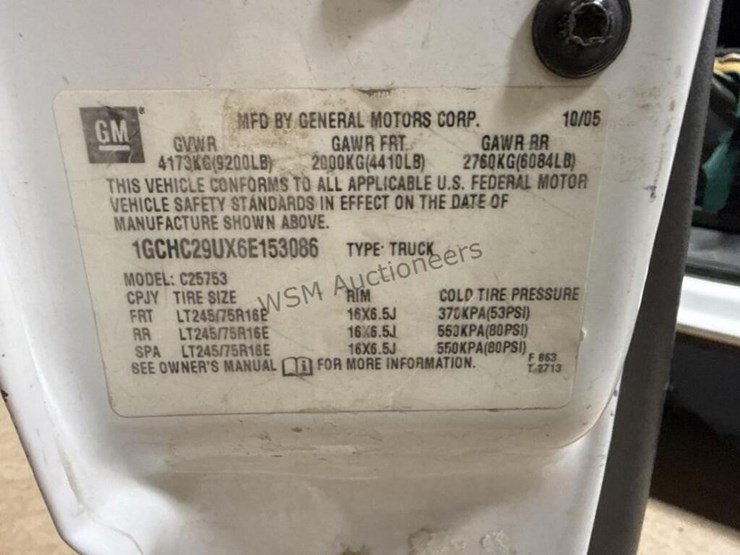 GM
MFD BY GENERAL MOTORS CORP. 10/05
GVWR GAWR FRT GAWR RR
4173KG(9200LB) 2000KG(4410LB) 2760KG(6084LB)
THIS VEHICLE CONFORMS TO ALL APPLICABLE U.S. FEDERAL MOTOR
VEHICLE SAFETY STANDARDS IN EFFECT ON THE DATE OF
MANUFACTURE SHOWN ABOVE.
1GCHC29UX6E153086 TYPE: TRUCK
WSM Auctioneers
MODEL: C25753
CPJY TIRE SIZE RIM COLD TIRE PRESSURE
FRT LT245/75R16E 16X6.5J 370KPA(53PSI)
RR LT245/75R16E 16X6.5J 550KPA(80PSI)
SPA LT245/75R16E 16X6.5J 550KPA(80PSI)
SEE OWNER'S MANUAL i FOR MORE INFORMATION.
F 863
T 2713